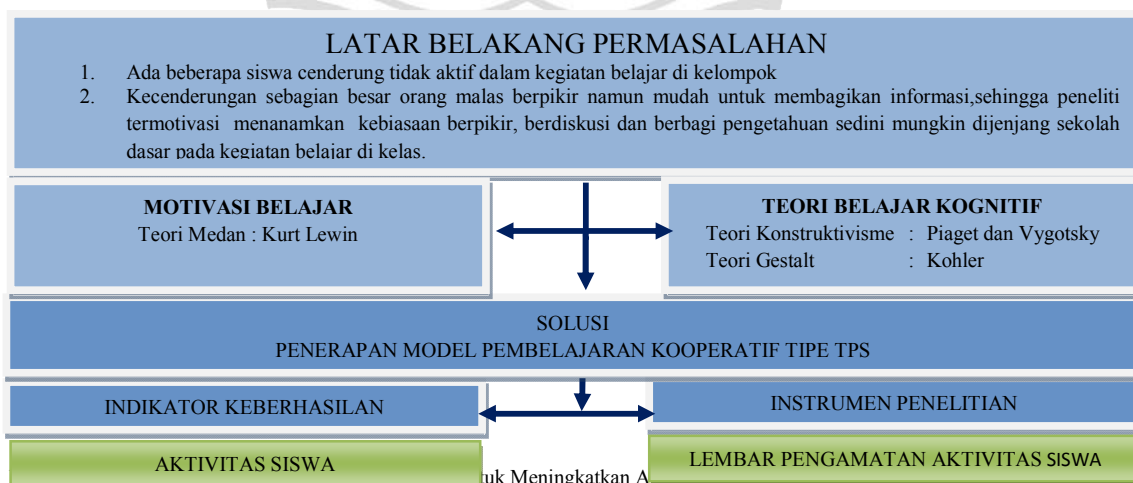 LATAR BELAKANG PERMASALAHAN
1. Ada beberapa siswa cenderung tidak aktif dalam kegiatan belajar di kelompok
2. Kecenderungan sebagian besar orang malas berpikir namun mudah untuk membagikan informasi,sehingga peneliti
termotivasi menanamkan kebiasaan berpikir, berdiskusi dan berbagi pengetahuan sedini mungkin dijenjang sekolah
dasar pada kegiatan belajar di kelas.
MOTIVASI BELAJAR
Teori Medan : Kurt Lewin
TEORI BELAJAR KOGNITIF
Teori Konstruktivisme : Piaget dan Vygotsky
Teori Gestalt : Kohler
SOLUSI
PENERAPAN MODEL PEMBELAJARAN KOOPERATIF TIPE TPS
INDIKATOR KEBERHASILAN
INSTRUMEN PENELITIAN
AKTIVITAS SISWA
LEMBAR PENGAMATAN AKTIVITAS SISWA
Meningkatkan